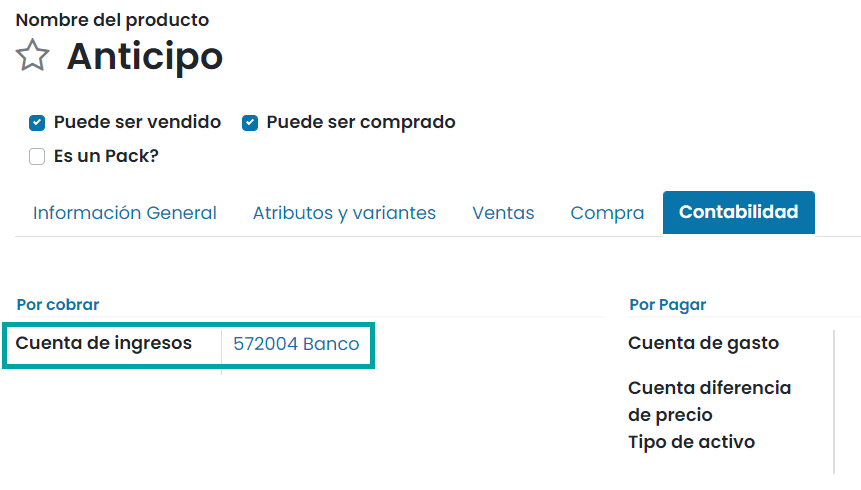 Nombre del producto
Anticipo
Puede ser vendido Puede ser comprado
Es un Pack?
Información General Atributos y variantes Ventas Compra Contabilidad
Por cobrar Por Pagar
Cuenta de ingresos 572004 Banco Cuenta de gasto
Cuenta diferencia
de precio
Tipo de activo